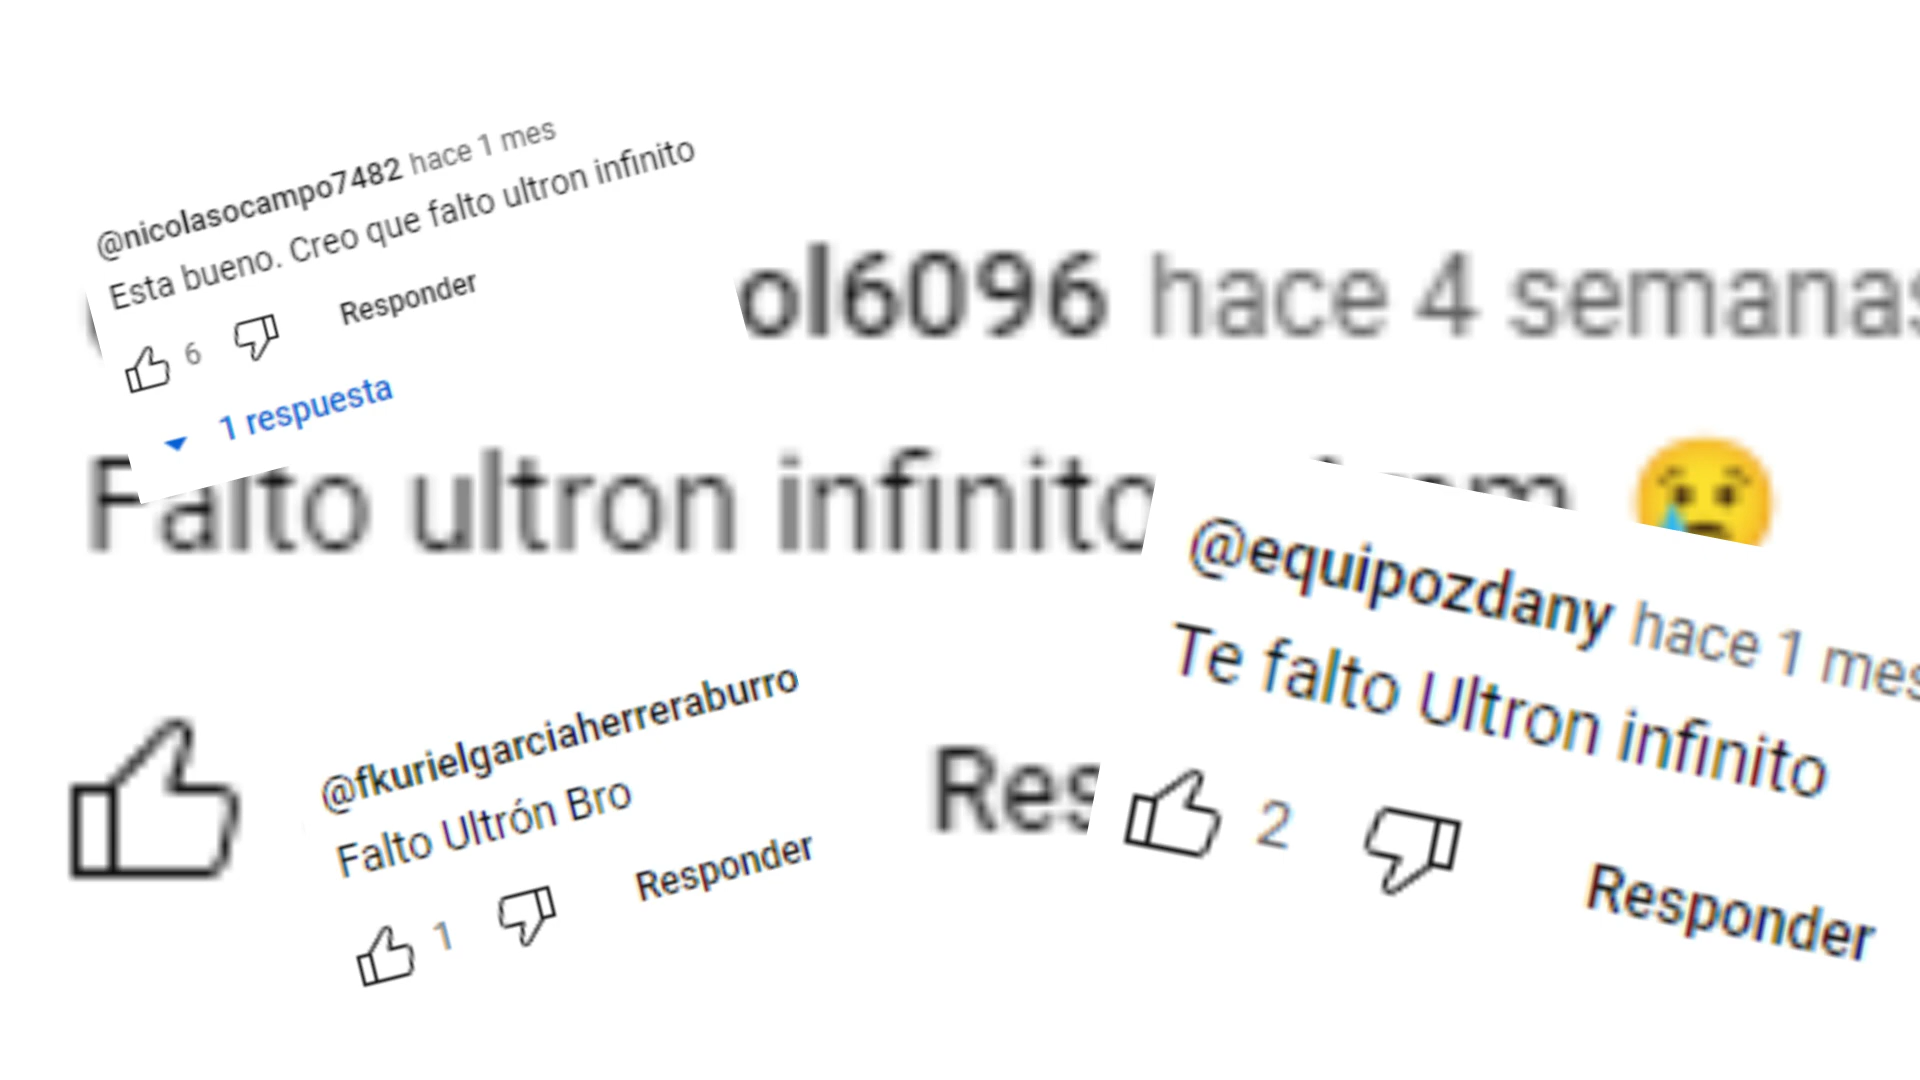 @nicolasocampo7482 hace 1 mes
Esta bueno. Creo que falto ultron infinito
6
Responder
1 respuesta
ol6096 hace 4 semanas
Falto ultron infinito
@equipozdany hace 1 mes
Te falto Ultron infinito
2
Responder
@fkurielgarciaherreraburro
Falto Ultrón Bro
1
Responder
Res